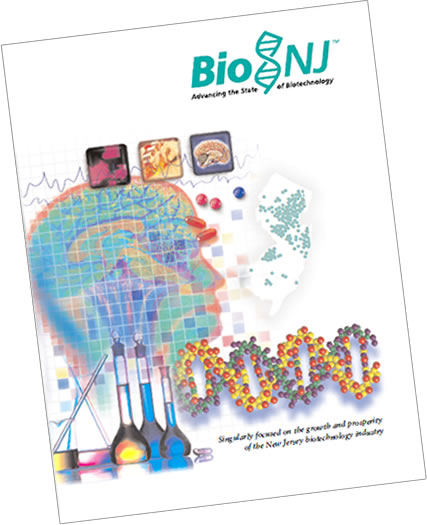 BioNJ™
Advancing the State of Biotechnology
Singularly focused on the growth and prosperity
of the New Jersey biotechnology industry